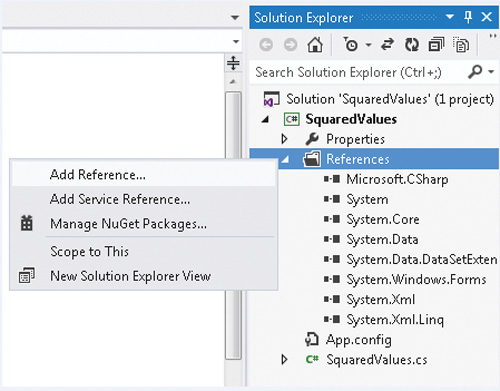 Solution Explorer
Search Solution Explorer (Ctrl+;)
Solution 'SquaredValues' (1 project)
C# SquaredValues
Properties
References
Microsoft.CSharp
System
System.Core
System.Data
System.Data.DataSetExten
System.Windows.Forms
System.Xml
System.Xml.Linq
App.config
C# SquaredValues.cs
Add Reference...
Add Service Reference...
Manage NuGet Packages...
Scope to This
New Solution Explorer View